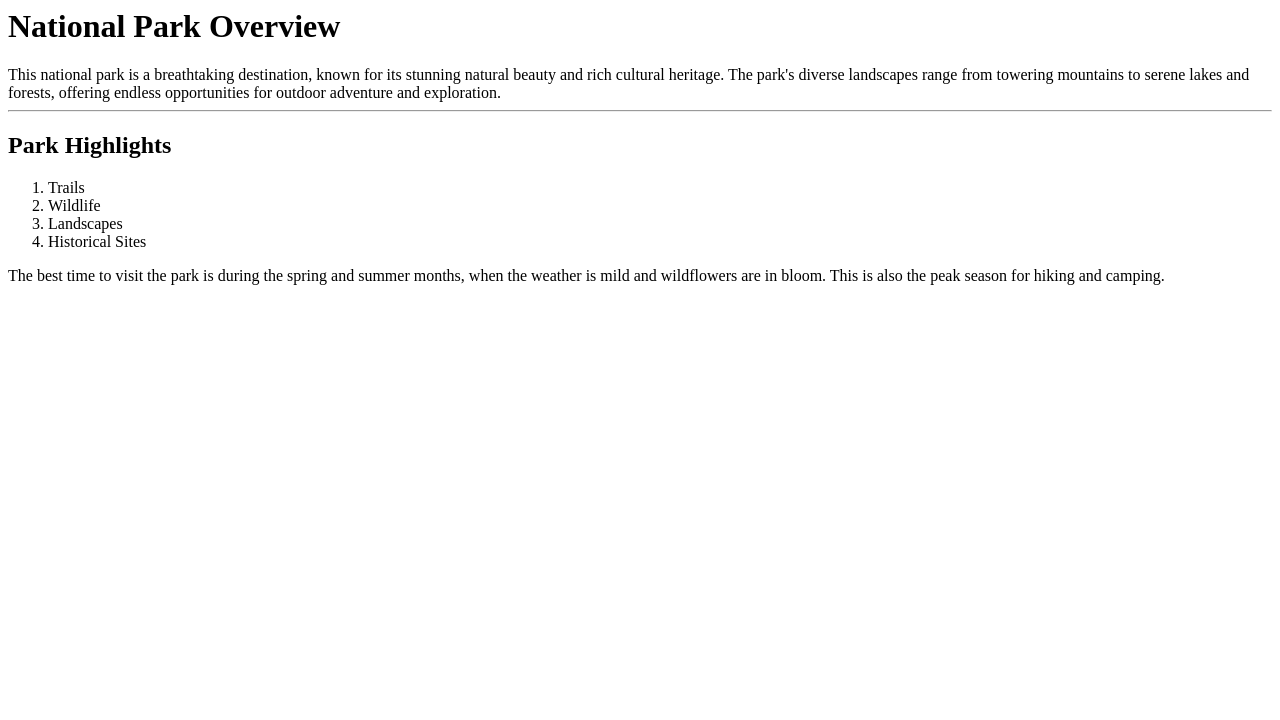 National Park Overview
This national park is a breathtaking destination, known for its stunning natural beauty and rich cultural heritage. The park's diverse landscapes range from towering mountains to serene lakes and
forests, offering endless opportunities for outdoor adventure and exploration.
Park Highlights
1. Trails
2. Wildlife
3. Landscapes
4. Historical Sites
The best time to visit the park is during the spring and summer months, when the weather is mild and wildflowers are in bloom. This is also the peak season for hiking and camping.